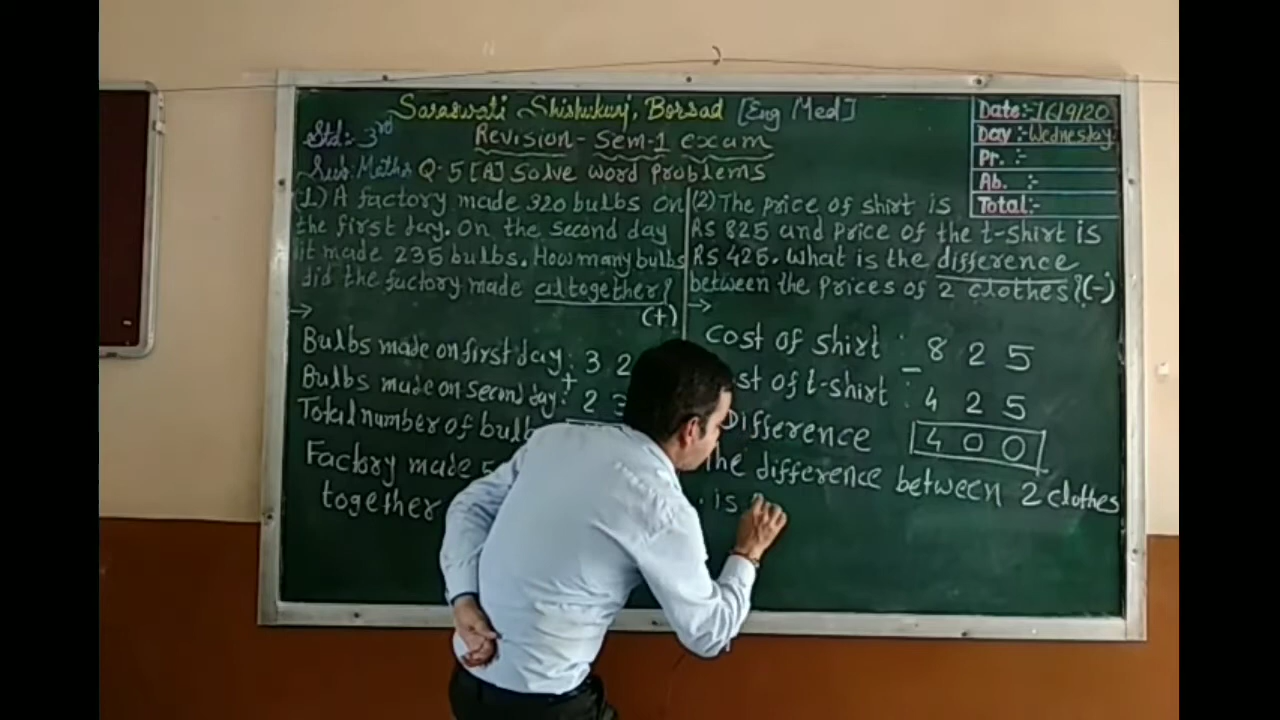 Saraswati Shishukunj, Borsad [Eng Med]
Std:- 3rd
Revision - Sem-1 exam
Sub: Maths Q-5 [A] Solve word problems
Date:- 16/9/20
Day:- Wednesday
Pr. :-
Ab. :-
Total:-
(1) A factory made 320 bulbs on
the first day. On the second day
it made 235 bulbs. How many bulbs
did the factory made altogether?
(+)
→
Bulbs made on first day: 3 2
Bulbs made on second day: + 2 3
Total number of bulb
Factory made 5
together
(2) The price of shirt is
RS 825 and price of the t-shirt is
RS 425. What is the difference
between the prices of 2 clothes?(-)
→
Cost of shirt : 8 2 5
st of t-shirt : - 4 2 5
Difference 4 0 0
The difference between 2 clothes
is